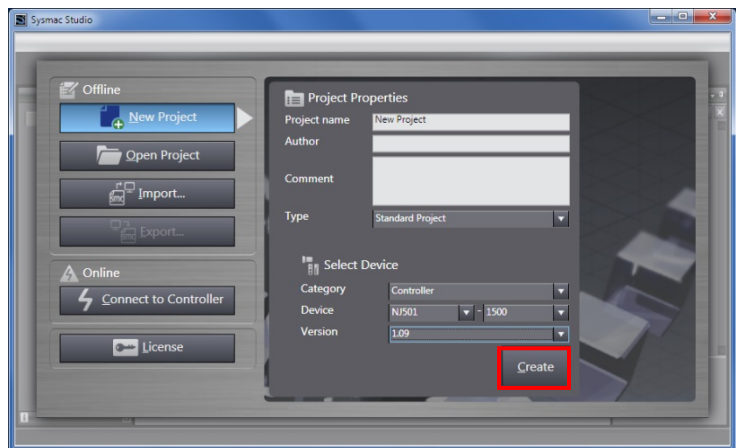 Sysmac Studio
Offline
New Project
Open Project
Import...
Export...
Online
Connect to Controller
License
Project Properties
Project name New Project
Author
Comment
Type Standard Project
Select Device
Category Controller
Device NJ501 - 1500
Version 1.09
Create